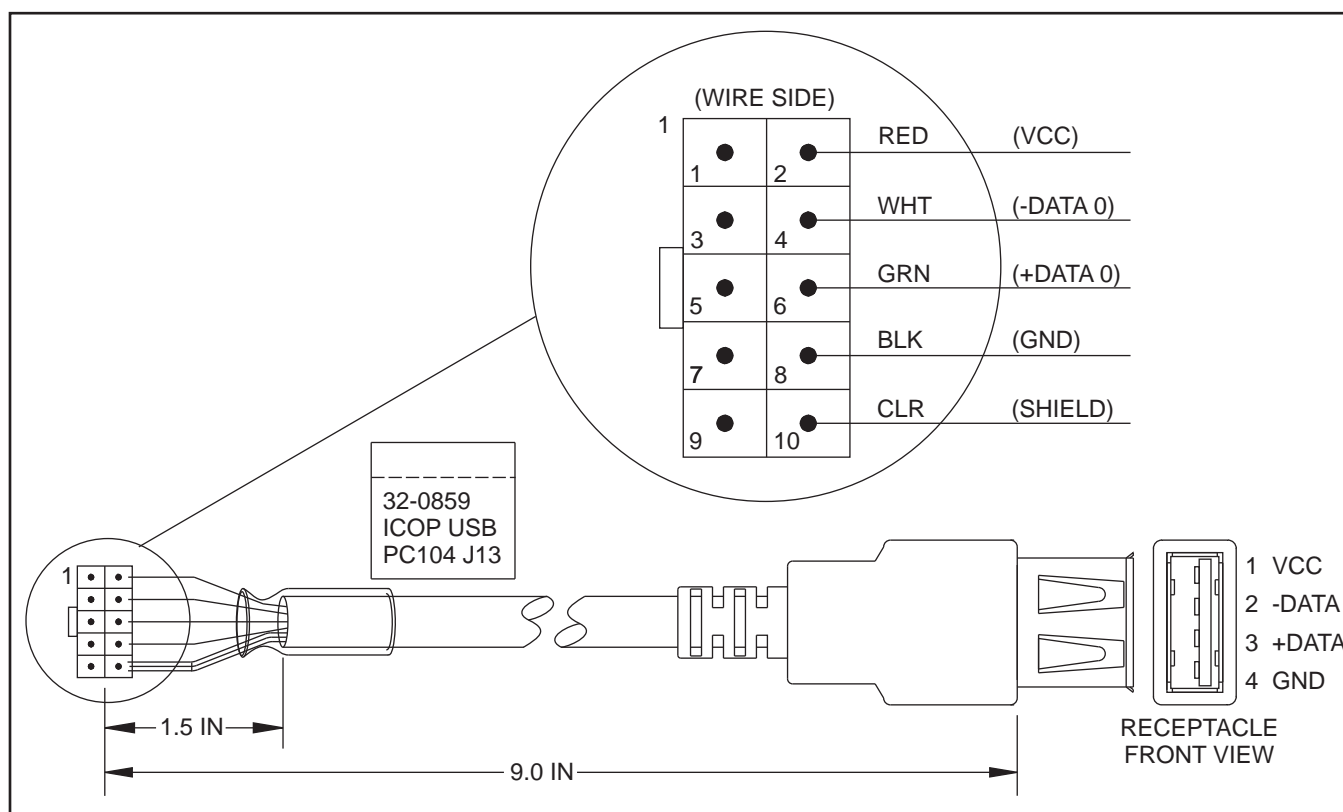 (WIRE SIDE)
1
1 2 RED (VCC)
3 4 WHT (-DATA 0)
5 6 GRN (+DATA 0)
7 8 BLK (GND)
9 10 CLR (SHIELD)
32-0859
ICOP USB
PC104 J13
1
1 VCC
2 -DATA
3 +DATA
4 GND
RECEPTACLE
FRONT VIEW
1.5 IN
9.0 IN